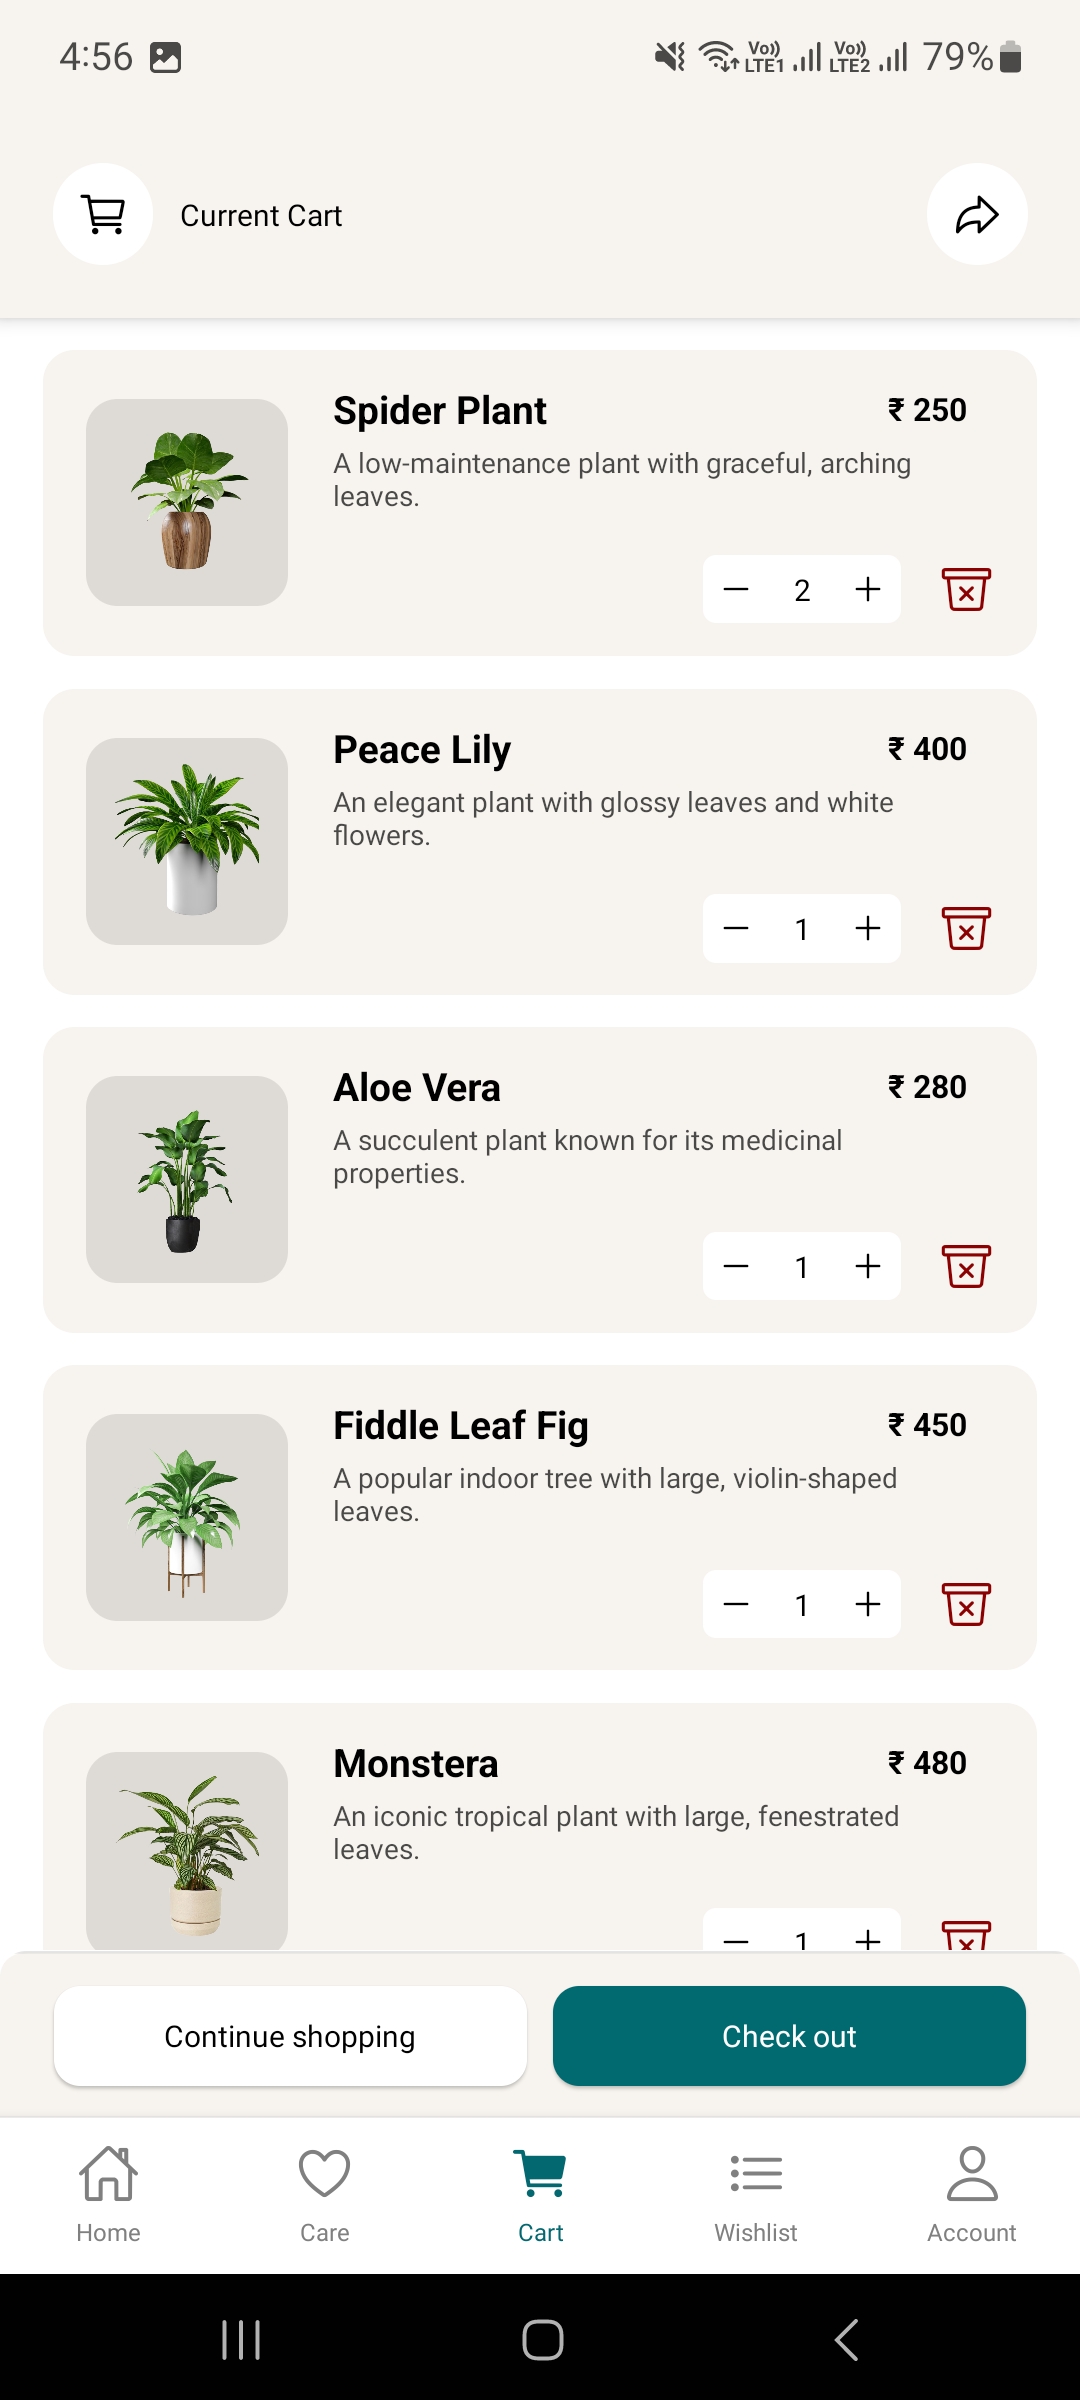 4:56
Vo)) LTE1 Vo)) LTE2 79%
Current Cart
Spider Plant ₹ 250
A low-maintenance plant with graceful, arching
leaves.
2
Peace Lily ₹ 400
An elegant plant with glossy leaves and white
flowers.
1
Aloe Vera ₹ 280
A succulent plant known for its medicinal
properties.
1
Fiddle Leaf Fig ₹ 450
A popular indoor tree with large, violin-shaped
leaves.
1
Monstera ₹ 480
An iconic tropical plant with large, fenestrated
leaves.
1
Continue shopping Check out
Home Care Cart Wishlist Account